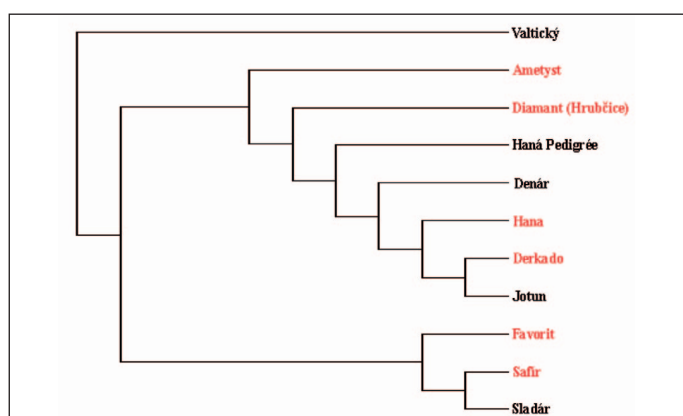 Valtický
Ametyst
Diamant (Hrubčice)
Haná Pedigrée
Denár
Hana
Derkado
Jotun
Favorit
Safír
Sladár